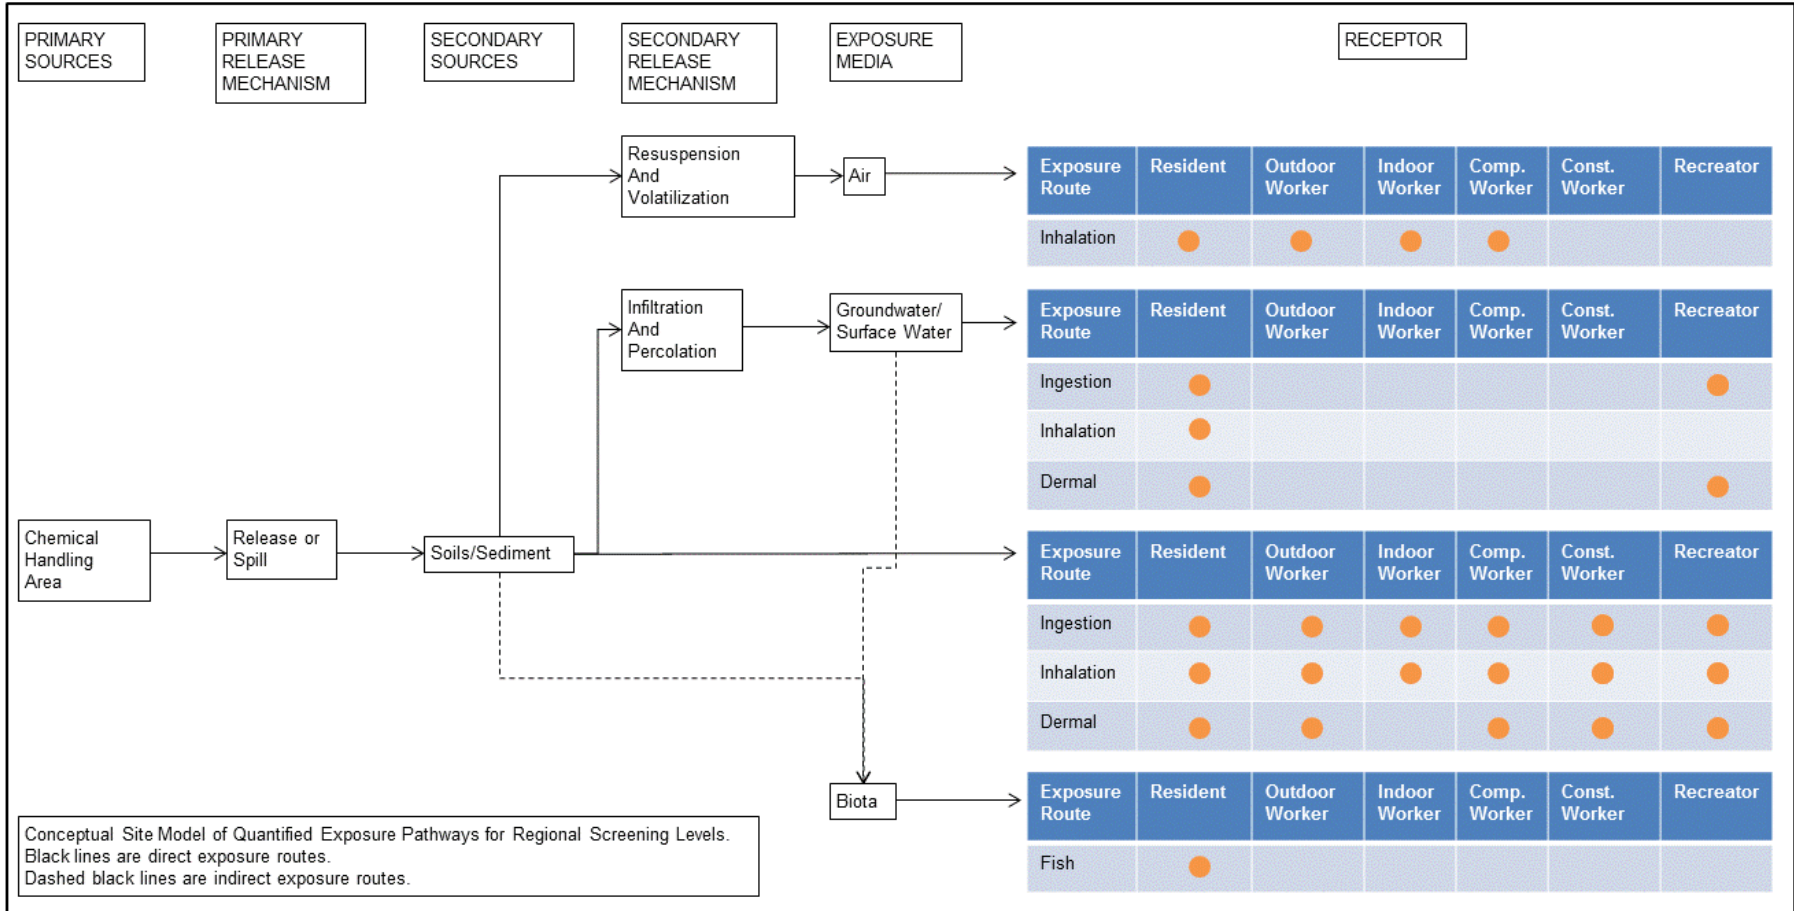 PRIMARY
SOURCES
PRIMARY
RELEASE
MECHANISM
SECONDARY
SOURCES
SECONDARY
RELEASE
MECHANISM
EXPOSURE
MEDIA
RECEPTOR
Resuspension
And
Volatilization
Air
Exposure
Route
Resident
Outdoor
Worker
Indoor
Worker
Comp.
Worker
Const.
Worker
Recreator
Inhalation
Infiltration
And
Percolation
Groundwater/
Surface Water
Exposure
Route
Resident
Outdoor
Worker
Indoor
Worker
Comp.
Worker
Const.
Worker
Recreator
Ingestion
Inhalation
Dermal
Chemical
Handling
Area
Release or
Spill
Soils/Sediment
Exposure
Route
Resident
Outdoor
Worker
Indoor
Worker
Comp.
Worker
Const.
Worker
Recreator
Ingestion
Inhalation
Dermal
Biota
Exposure
Route
Resident
Outdoor
Worker
Indoor
Worker
Comp.
Worker
Const.
Worker
Recreator
Fish
Conceptual Site Model of Quantified Exposure Pathways for Regional Screening Levels.
Black lines are direct exposure routes.
Dashed black lines are indirect exposure routes.